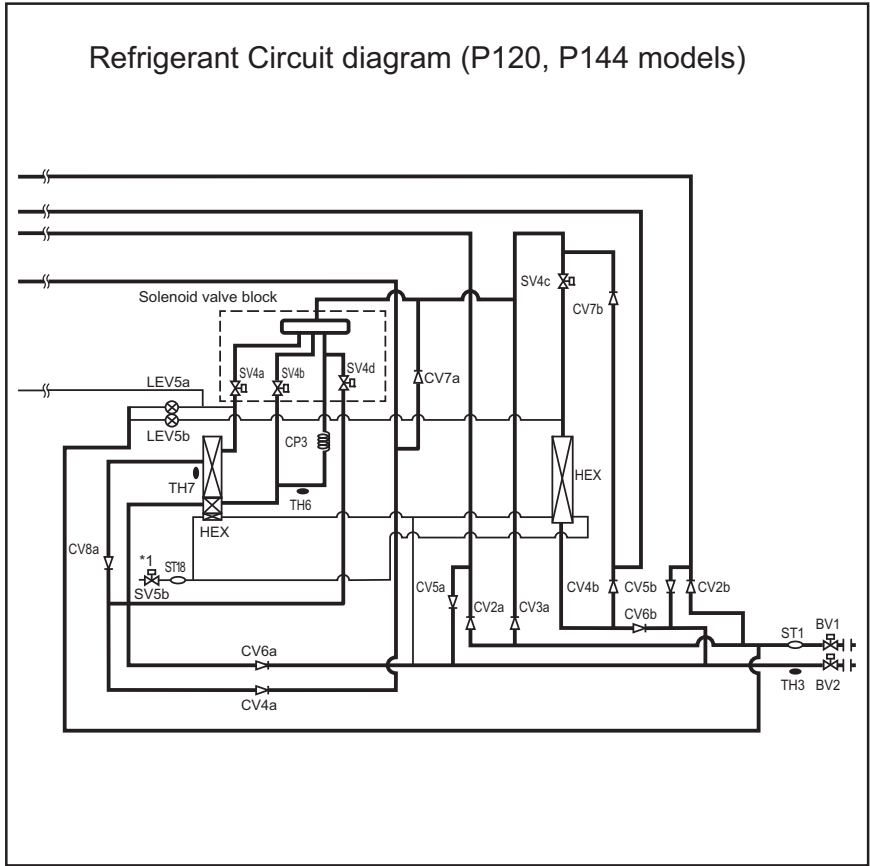 Refrigerant Circuit diagram (P120, P144 models)
Solenoid valve block
SV4c
CV7b
SV4a
SV4b
SV4d
CV7a
LEV5a
LEV5b
CP3
HEX
TH7
TH6
HEX
CV8a
*1
ST18
SV5b
CV5a
CV2a
CV3a
CV4b
CV5b
CV2b
CV6b
ST1
BV1
CV6a
TH3
BV2
CV4a